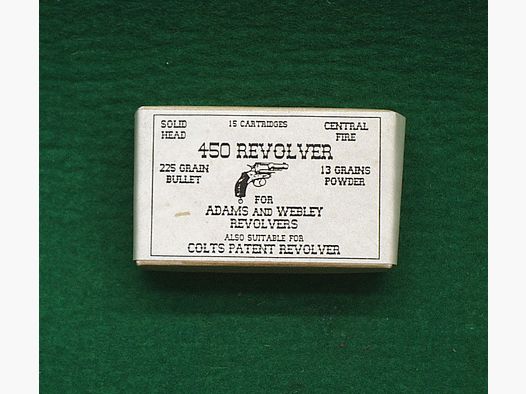 SOLID HEAD
15 CARTRIDGES
CENTRAL FIRE
450 REVOLVER
225 GRAIN BULLET
13 GRAINS POWDER
FOR
ADAMS AND WEBLEY
REVOLVERS
ALSO SUITABLE FOR
COLTS PATENT REVOLVER